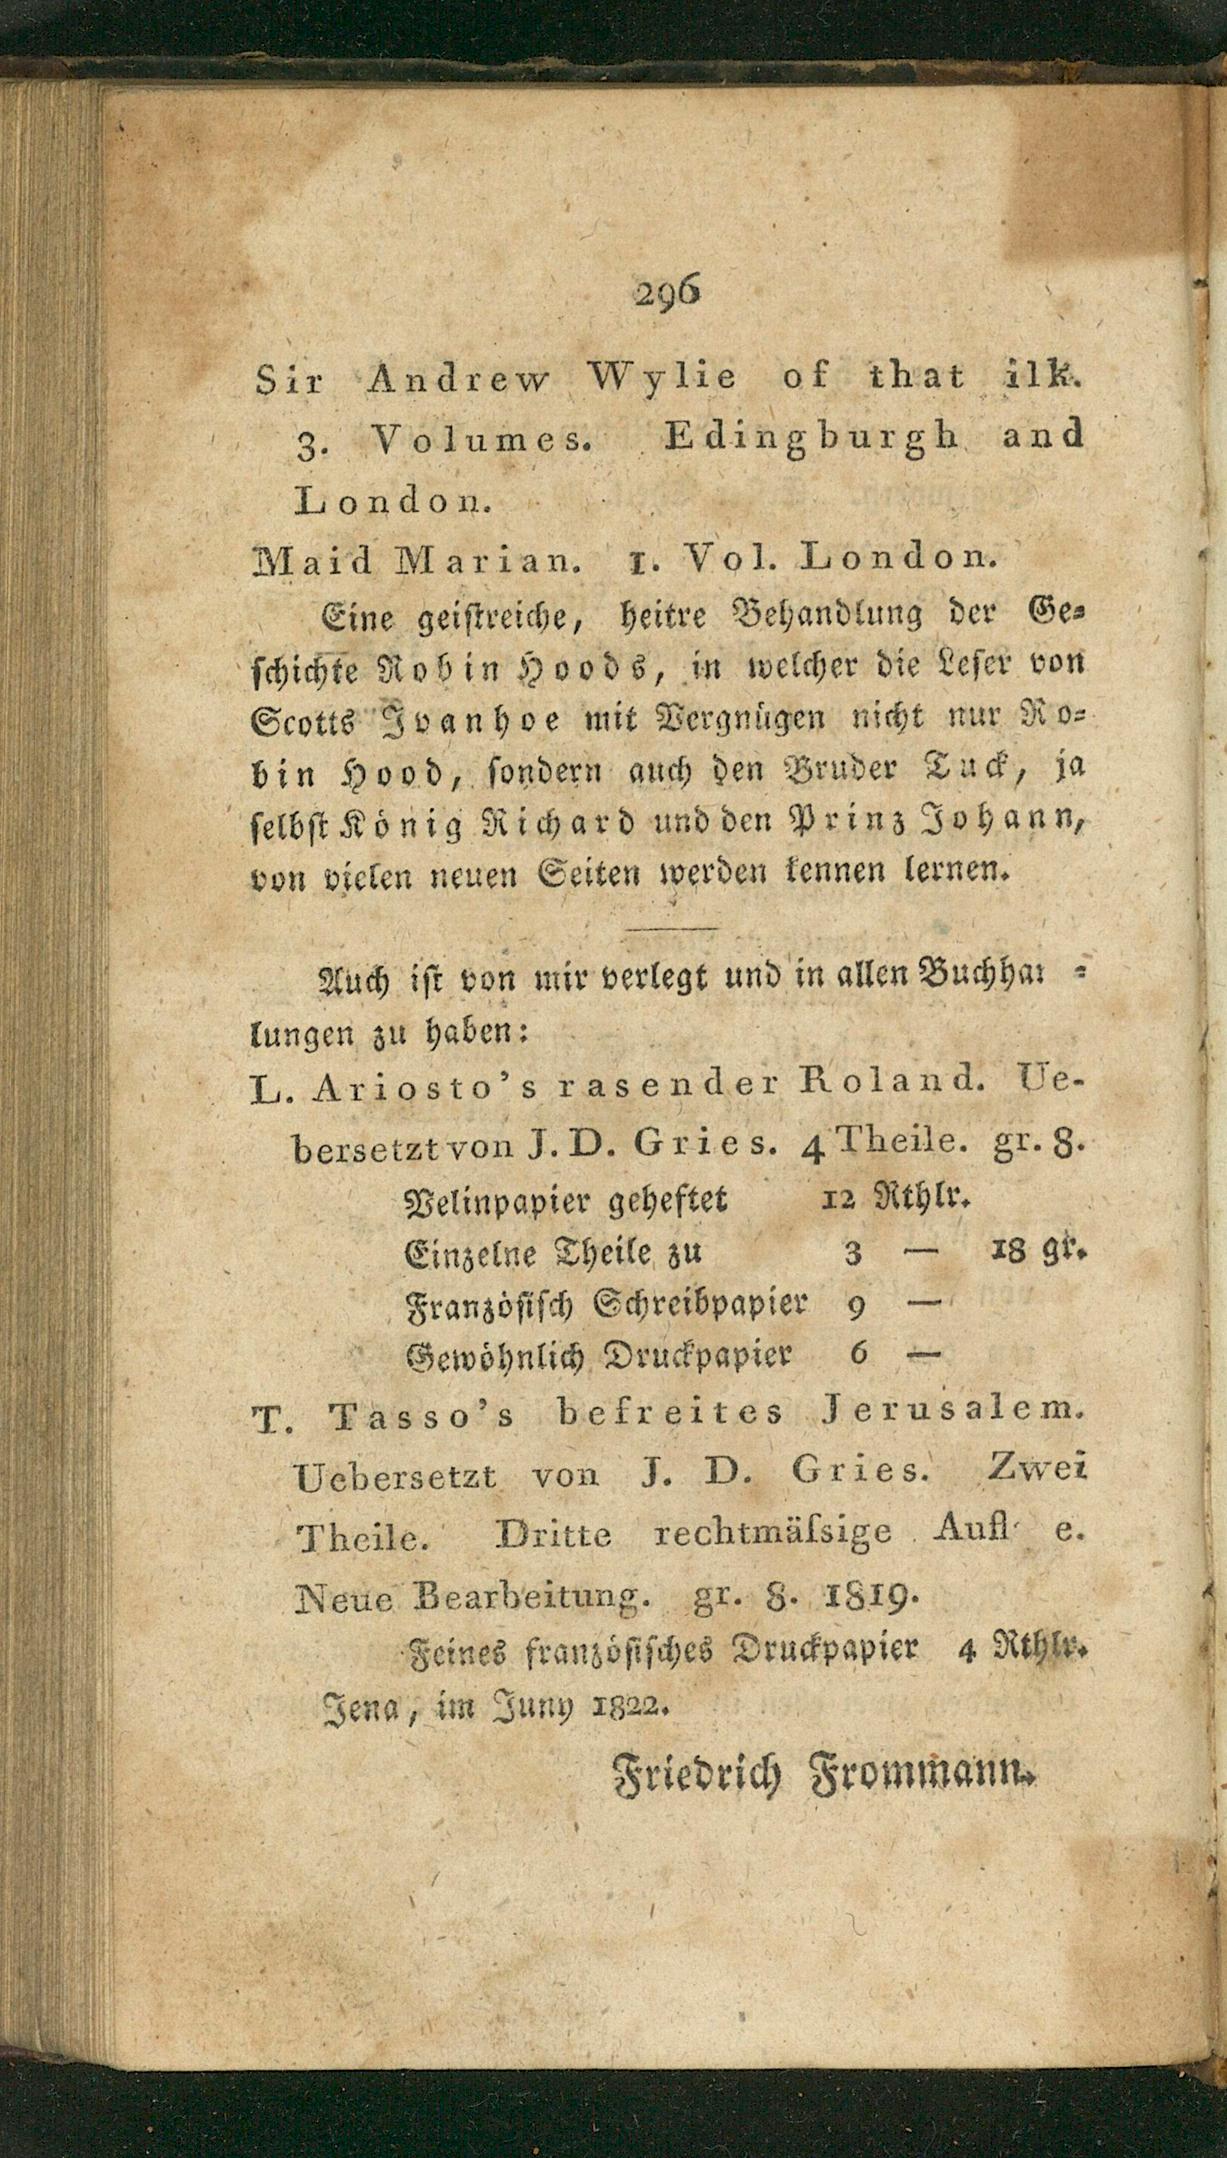 296
Sir Andrew Wylie of that ilk.
3. Volumes. Edingburgh and
London.
Maid Marian. 1. Vol. London.
Eine geistreiche, heitre Behandlung der Ge-
schichte Robin Hoods, in welcher die Leser von
Scotts Ivanhoe mit Vergnügen nicht nur Ro-
bin Hood, sondern auch den Bruder Tuck, ja
selbst König Richard und den Prinz Johann,
von vielen neuen Seiten werden kennen lernen.
Auch ist von mir verlegt und in allen
lungen zu haben:
L. Ariosto's rasender Roland. Ue-
bersetzt von J. D. Gries. 4 Theile. gr. 8.
Velinpapier geheftet 12 Rthlr.
Einzelne Theile zu 3 — 18 gr.
Französisch Schreibpapier 9 —
Gewöhnlich Druckpapier 6 —
T. Tasso's befreites Jerusalem.
Uebersetzt von J. D. Gries. Zwei
Theile. Dritte rechtmäſsige
Neue Bearbeitung. gr. 8. 1819.
Feines französisches Druckpapier 4 Rthlr.
Jena, im Juny 1822.
Friedrich Frommann.